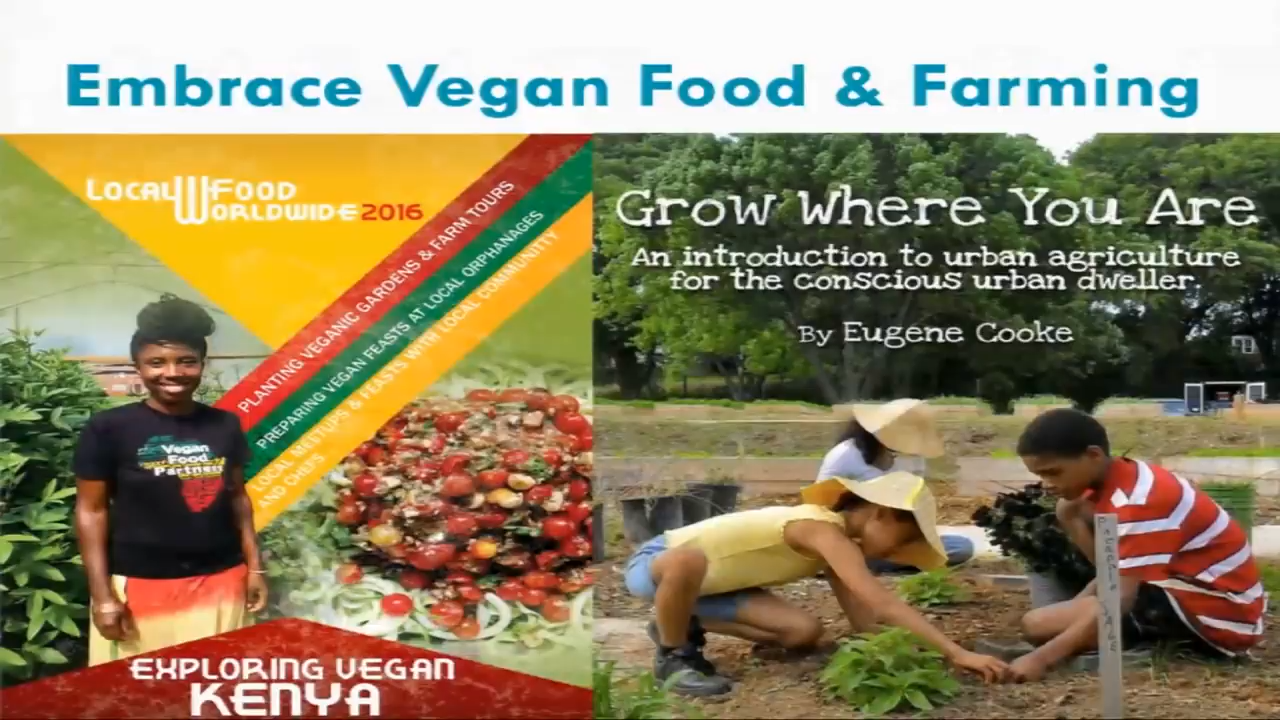 Embrace Vegan Food & Farming
LOCAL FOOD
WORLDWIDE 2016
PLANTING VEGANIC GARDENS & FARM TOURS
PREPARING VEGAN FEASTS AT LOCAL ORPHANAGES
LOCAL MEETUPS & FEASTS WITH LOCAL COMMUNITY
AND CHEFS
Vegan
Food
Partners
EXPLORING VEGAN
KENYA
Grow Where You Are
An introduction to urban agriculture
for the conscious urban dweller.
By Eugene Cooke